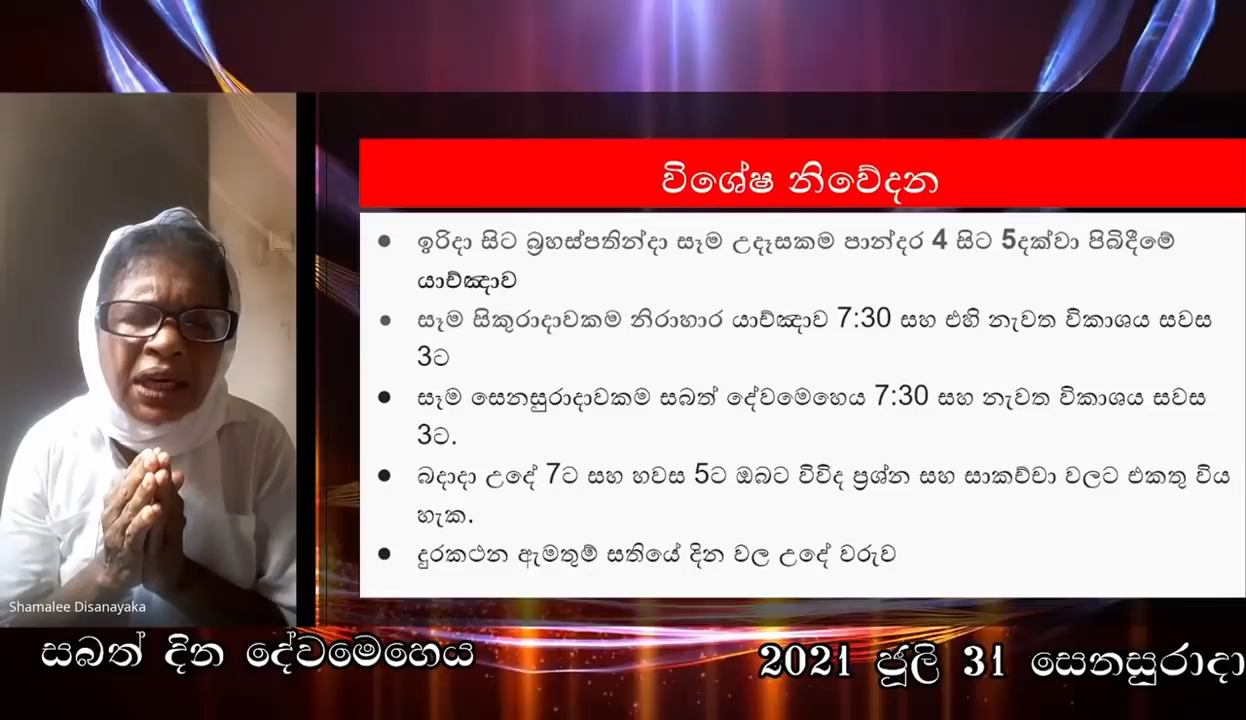 විශේෂ නිවේදන
● ඉරිදා සිට බ්‍රහස්පතින්දා සෑම උදෑසකම පාන්දර 4 සිට 5දක්වා පිබිදීමේ
යාච්ඤාව
● සෑම සිකුරාදාවකම නිරාහාර යාච්ඤාව 7:30 සහ එහි නැවත විකාශය සවස
3ට
● සෑම සෙනසුරාදාවකම සබත් දේවමෙහෙය 7:30 සහ නැවත විකාශය සවස
3ට.
● බදාදා උදේ 7ට සහ හවස 5ට ඔබට විවිද ප්‍රශ්න සහ සාකච්චා වලට එකතු විය
හැක.
● දුරකථන ඇමතුම් සතියේ දින වල උදේ වරුව
Shamalee Disanayaka
සබත් දින දේවමෙහෙය
2021 ජූලි 31 සෙනසුරාදා